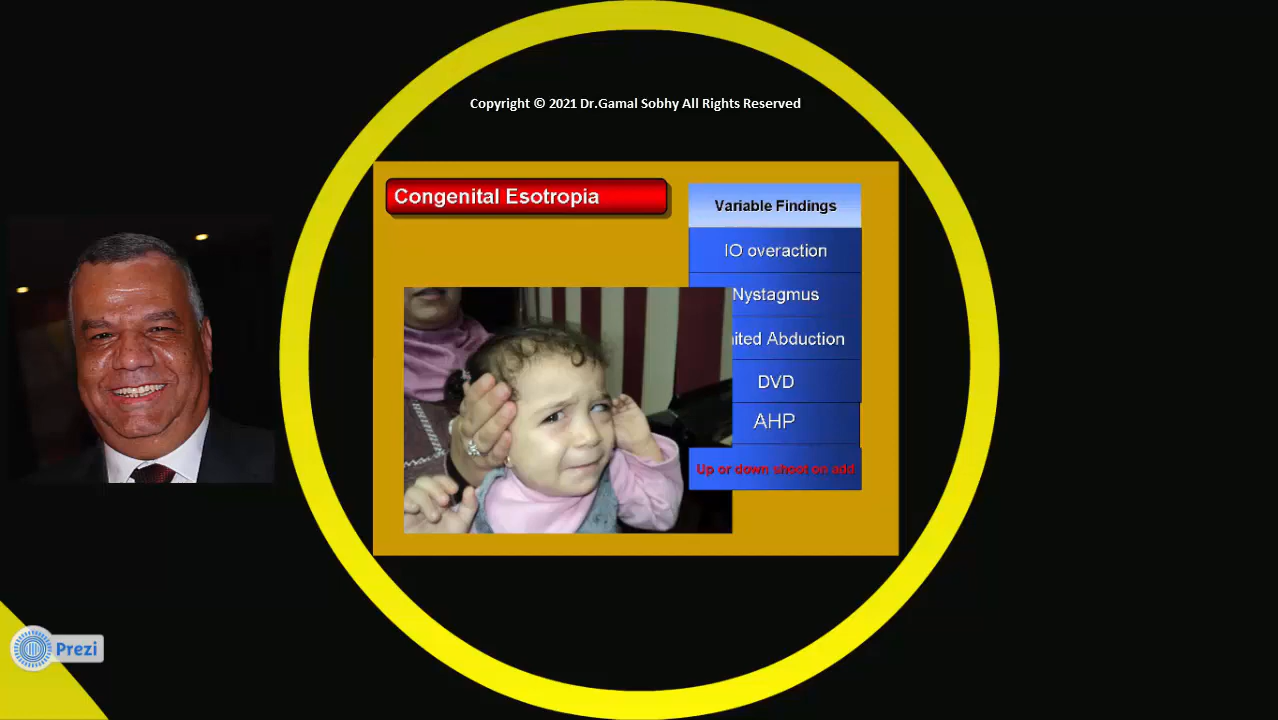 Copyright © 2021 Dr.Gamal Sobhy All Rights Reserved
Congenital Esotropia
Variable Findings
IO overaction
Nystagmus
Abduction
DVD
AHP
Up or down shoot on add
Prezi